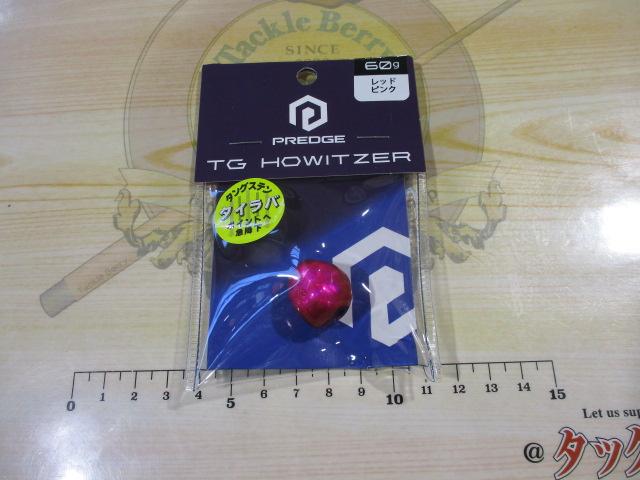 Tackle Berry
SINCE
60g
レッド
ピンク
PREDGE
TG HOWITZER
タングステン
タイラバ
ポイントへ
急降下
0 1 2 3 4 5 6 7 8 9 10 11 12 13 14 15
Let us sup
@タック